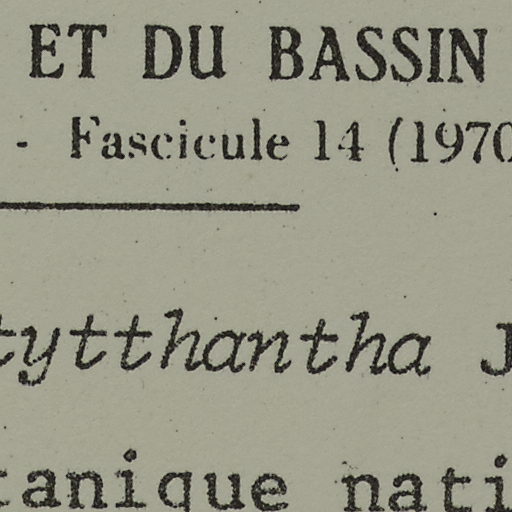 ET DU BASSIN
- Fascicule 14 (1970
tytthantha J
tanique nati